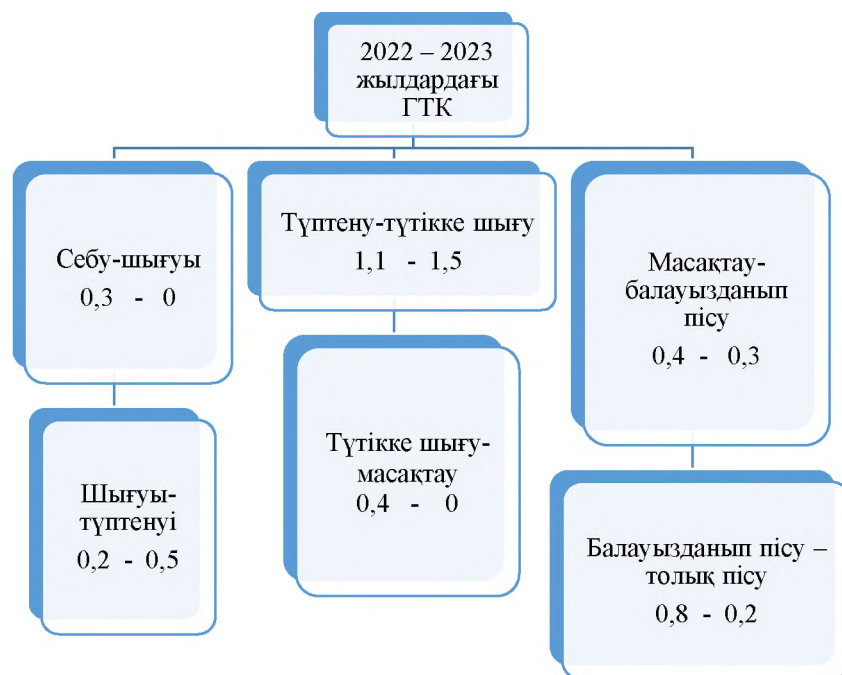 2022 – 2023
жылдардағы
ГТК
Себу-шығуы
0,3 - 0
Шығуы-
түптенуі
0,2 - 0,5
Түптену-түтікке шығу
1,1 - 1,5
Түтікке шығу-
масақтау
0,4 - 0
Масақтау-
балауызданып
пісу
0,4 - 0,3
Балауызданып пісу –
толық пісу
0,8 - 0,2